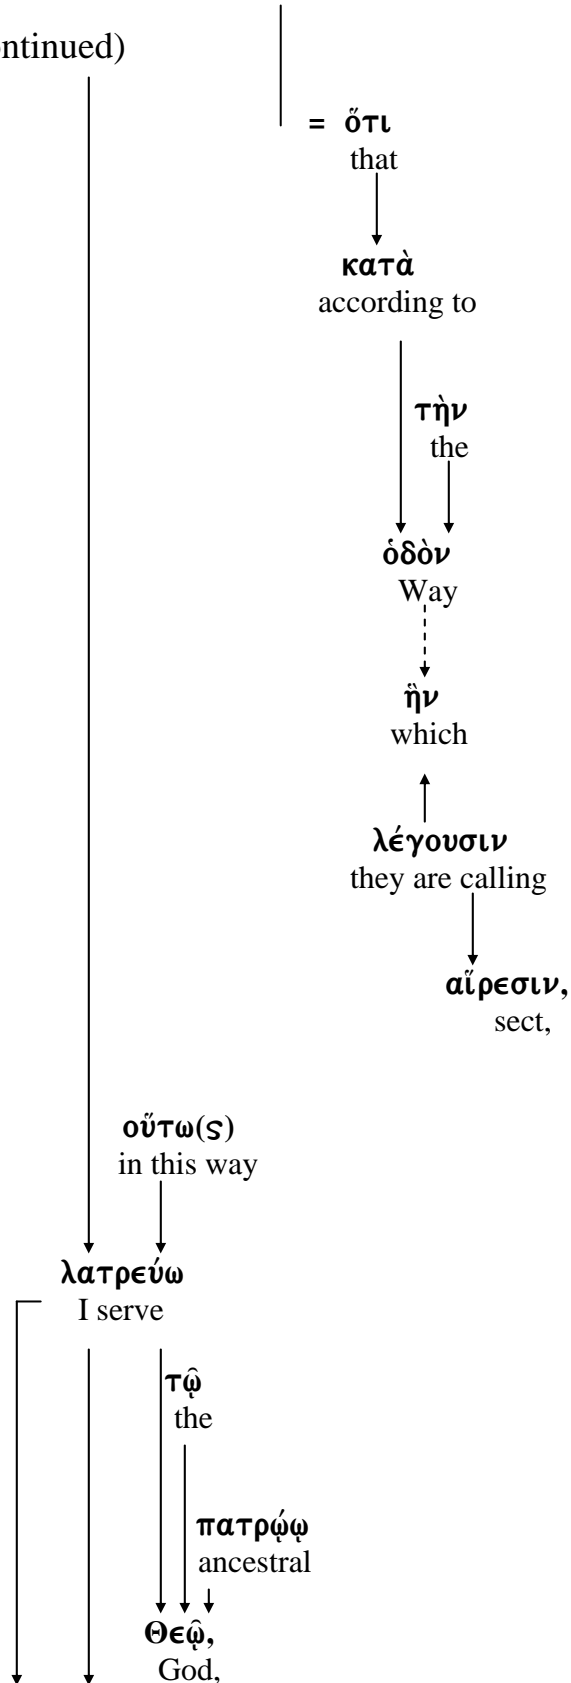 ntinued)
= ὅτι
that
κατὰ
according to
τὴν
the
ὁδὸν
Way
ἣν
which
λέγουσιν
they are calling
αἵρεσιν,
sect,
οὕτω(ς)
in this way
λατρεύω
I serve
τῷ
the
πατρῴῳ
ancestral
Θεῷ,
God,